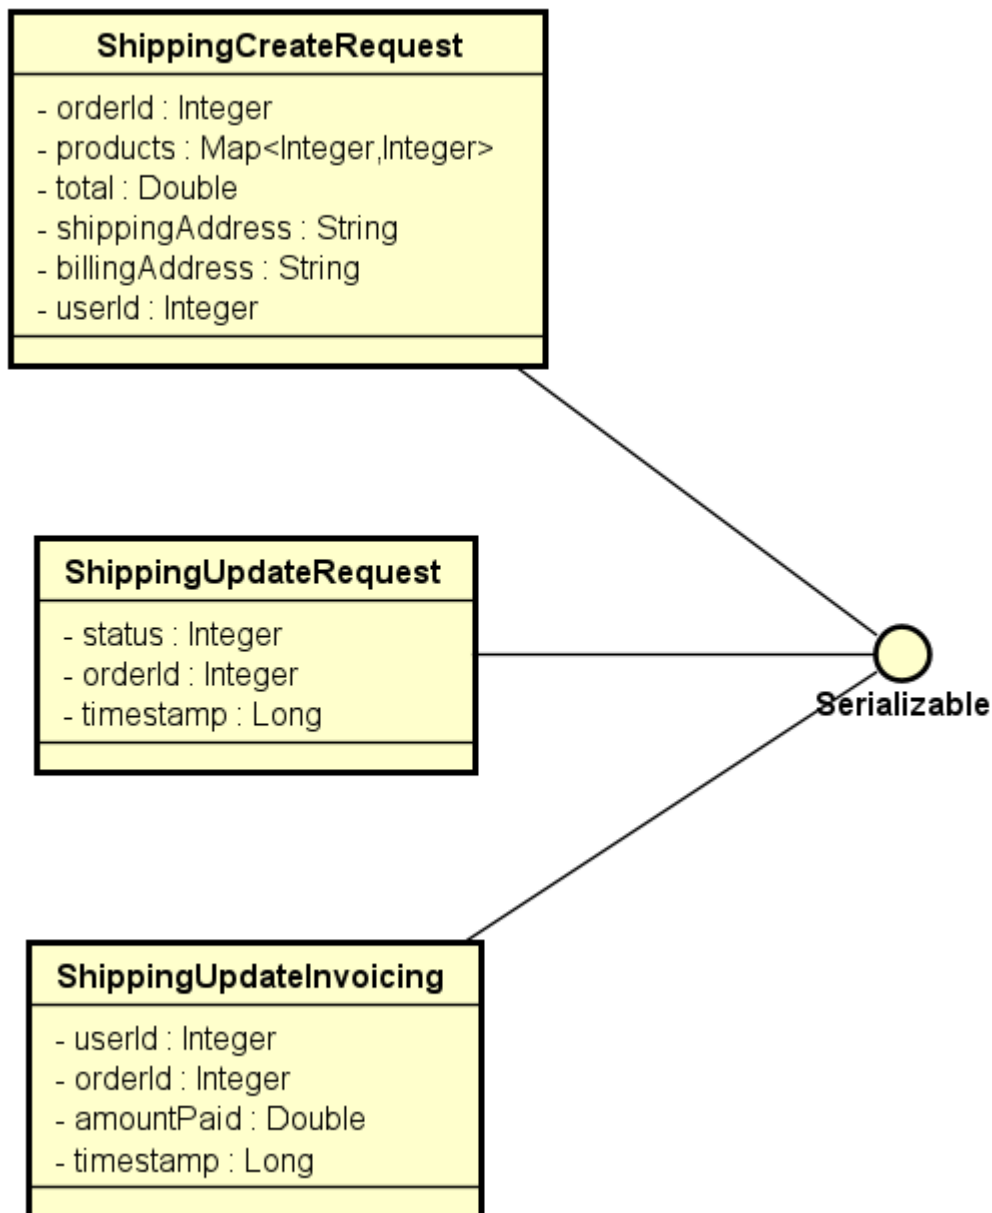 ShippingCreateRequest
- orderId : Integer
- products : Map<Integer,Integer>
- total : Double
- shippingAddress : String
- billingAddress : String
- userId : Integer
ShippingUpdateRequest
- status : Integer
- orderId : Integer
- timestamp : Long
Serializable
ShippingUpdateInvoicing
- userId : Integer
- orderId : Integer
- amountPaid : Double
- timestamp : Long